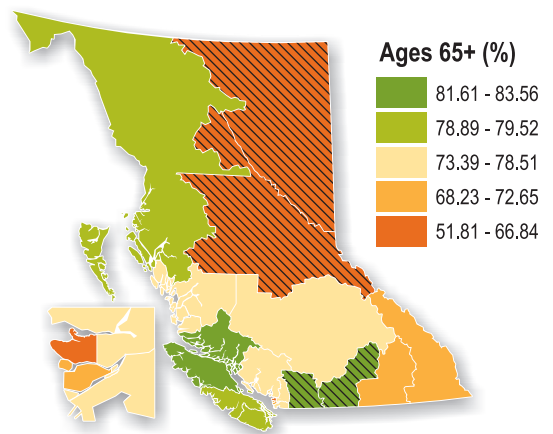 Ages 65+ (%)
81.61 - 83.56
78.89 - 79.52
73.39 - 78.51
68.23 - 72.65
51.81 - 66.84